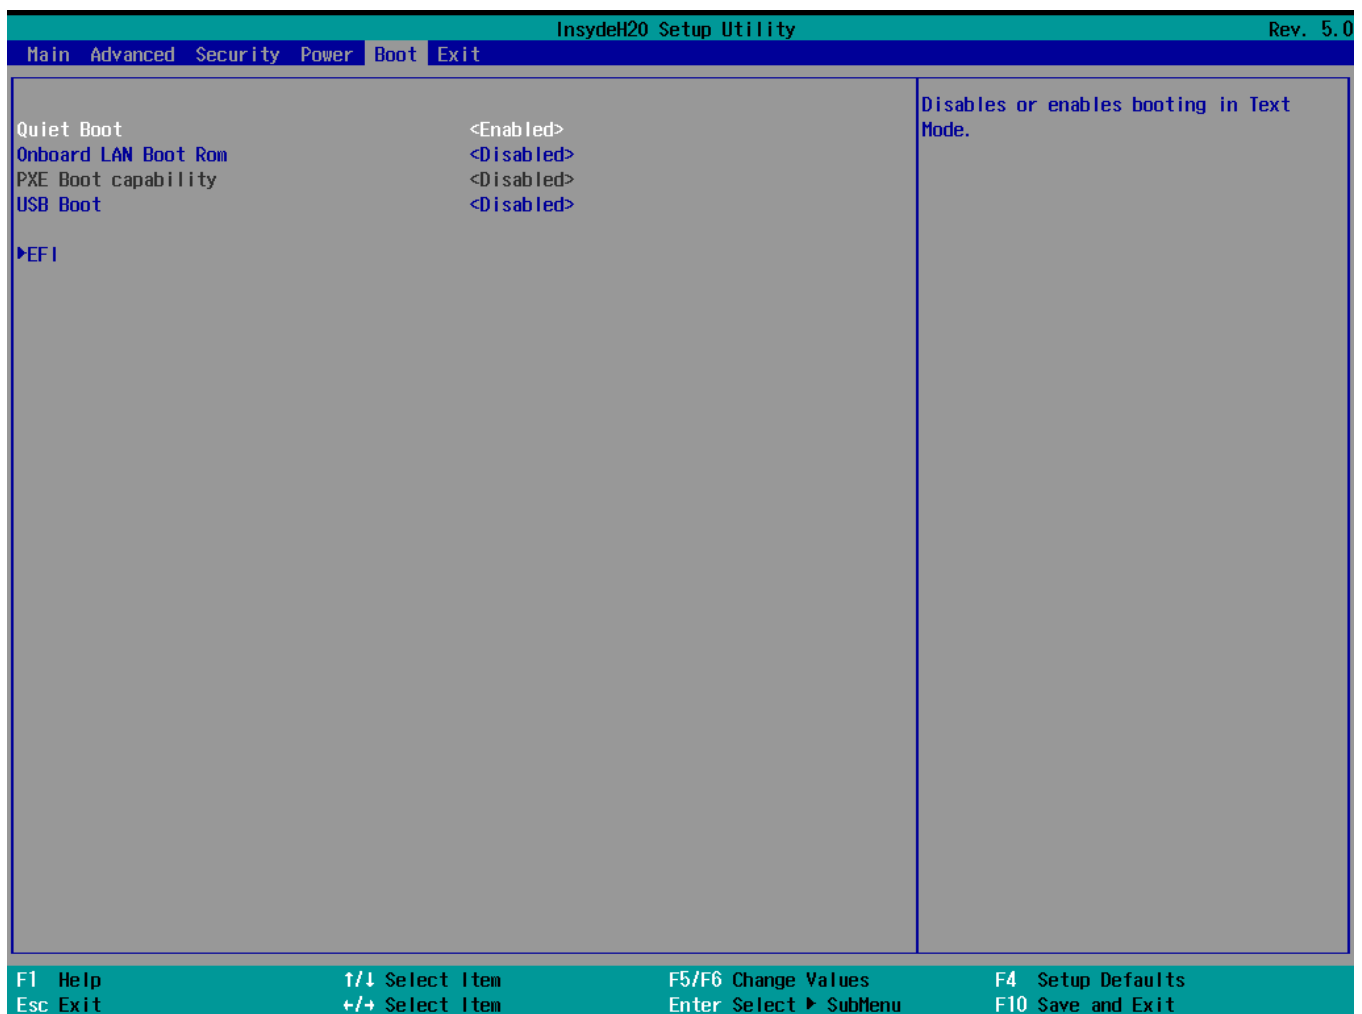 InsydeH20 Setup Utility Rev. 5.0
Main Advanced Security Power Boot Exit
Disables or enables booting in Text
Mode.
Quiet Boot <Enabled>
Onboard LAN Boot Rom <Disabled>
PXE Boot capability <Disabled>
USB Boot <Disabled>
▶EFI
F1 Help ↑/↓ Select Item F5/F6 Change Values F4 Setup Defaults
Esc Exit ←/→ Select Item Enter Select ▶ SubMenu F10 Save and Exit